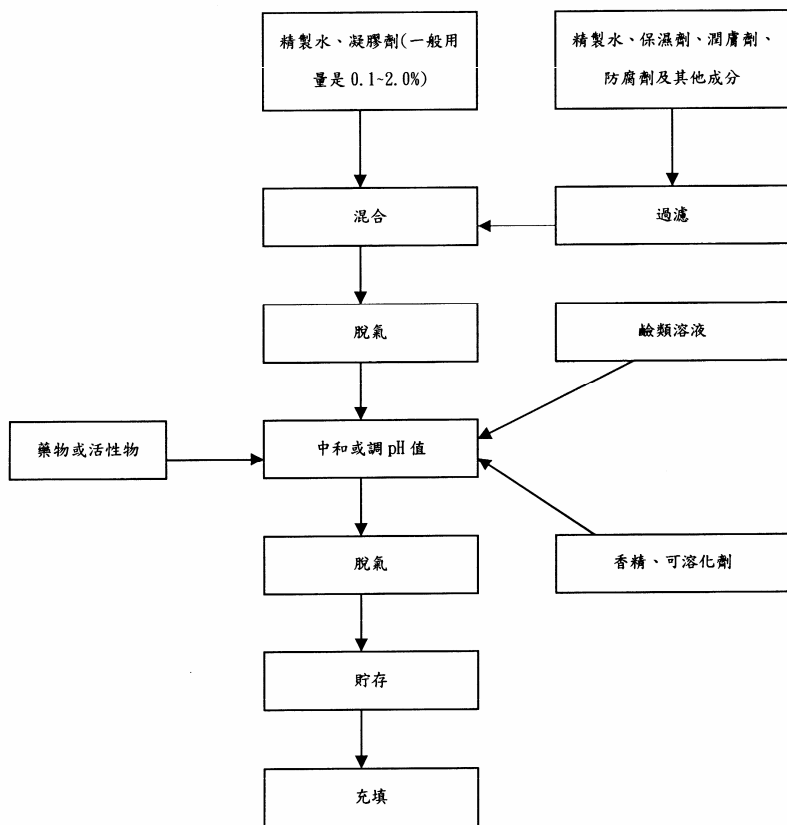 精製水、凝膠劑(一般用
量是 0.1~2.0%)
精製水、保濕劑、潤膚劑、
防腐劑及其他成分
混合
過濾
脫氣
鹼類溶液
藥物或活性物
中和或調 pH 值
脫氣
香精、可溶化劑
貯存
充填